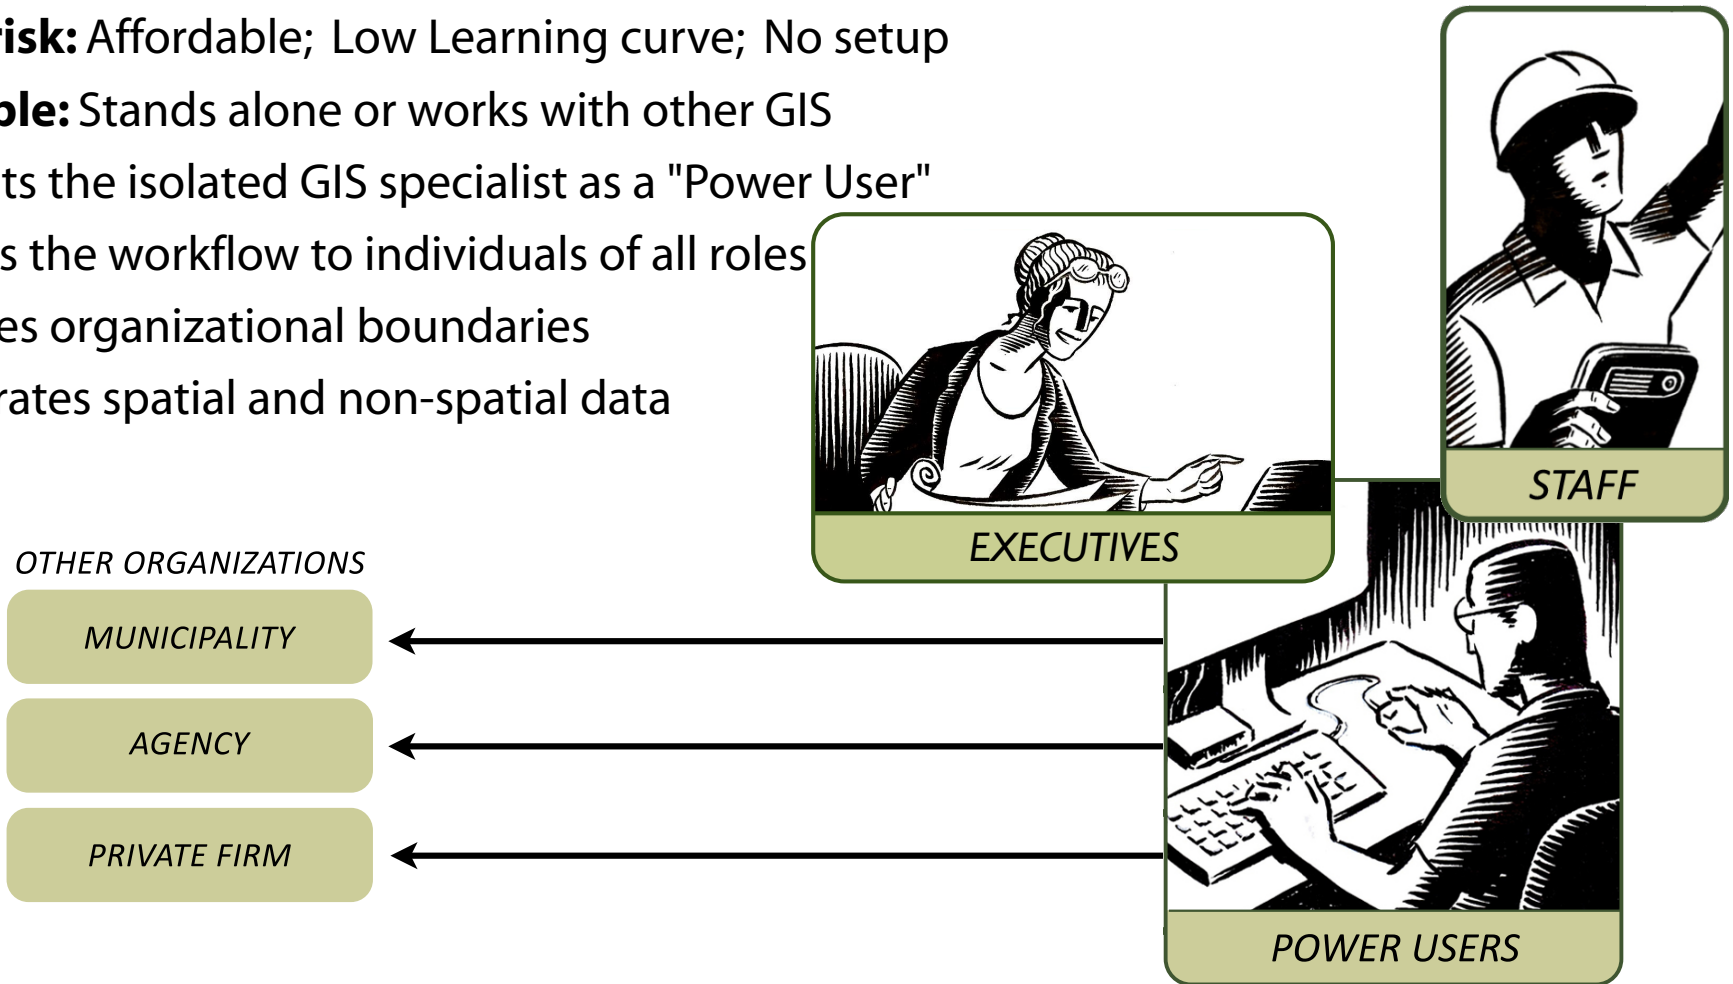 risk: Affordable; Low Learning curve; No setup
ple: Stands alone or works with other GIS
ts the isolated GIS specialist as a "Power User"
s the workflow to individuals of all roles
es organizational boundaries
rates spatial and non-spatial data
STAFF
EXECUTIVES
OTHER ORGANIZATIONS
MUNICIPALITY
AGENCY
PRIVATE FIRM
POWER USERS